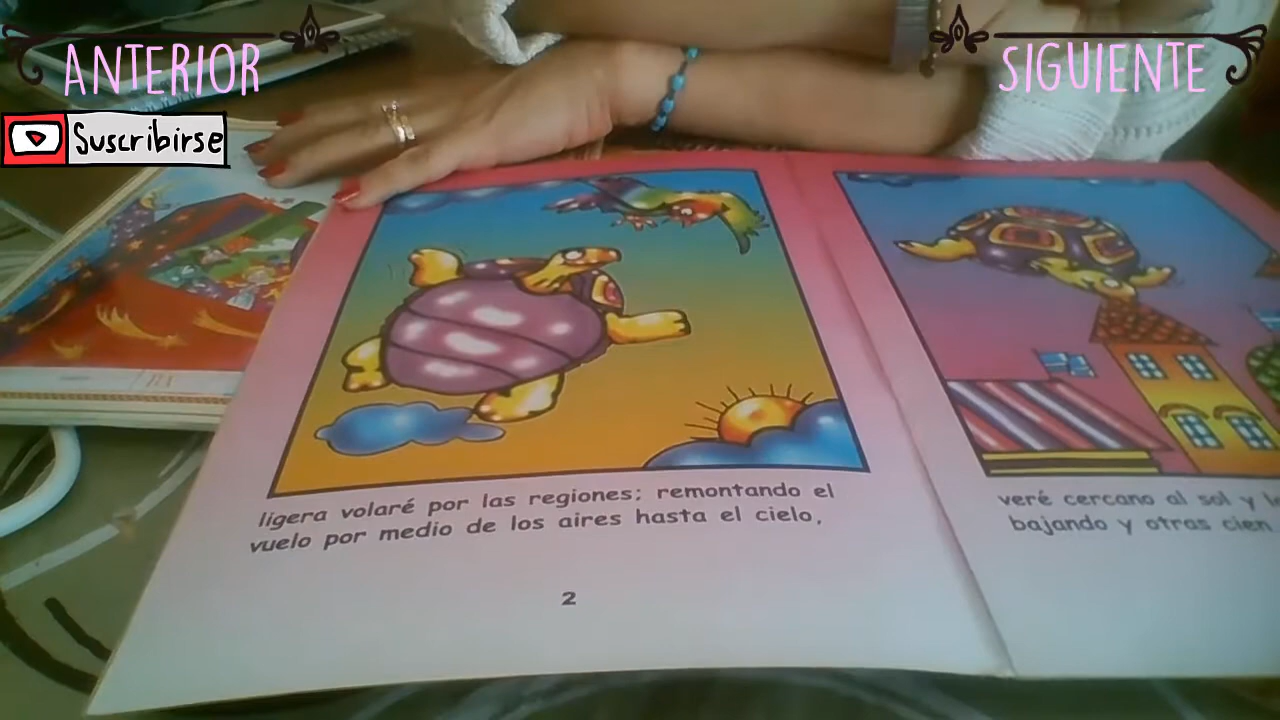 ANTERIOR
SIGUIENTE
Suscribirse
ligera volaré por las regiones; remontando el
vuelo por medio de los aires hasta el cielo,
2
veré cercano al sol y
bajando y otras cien